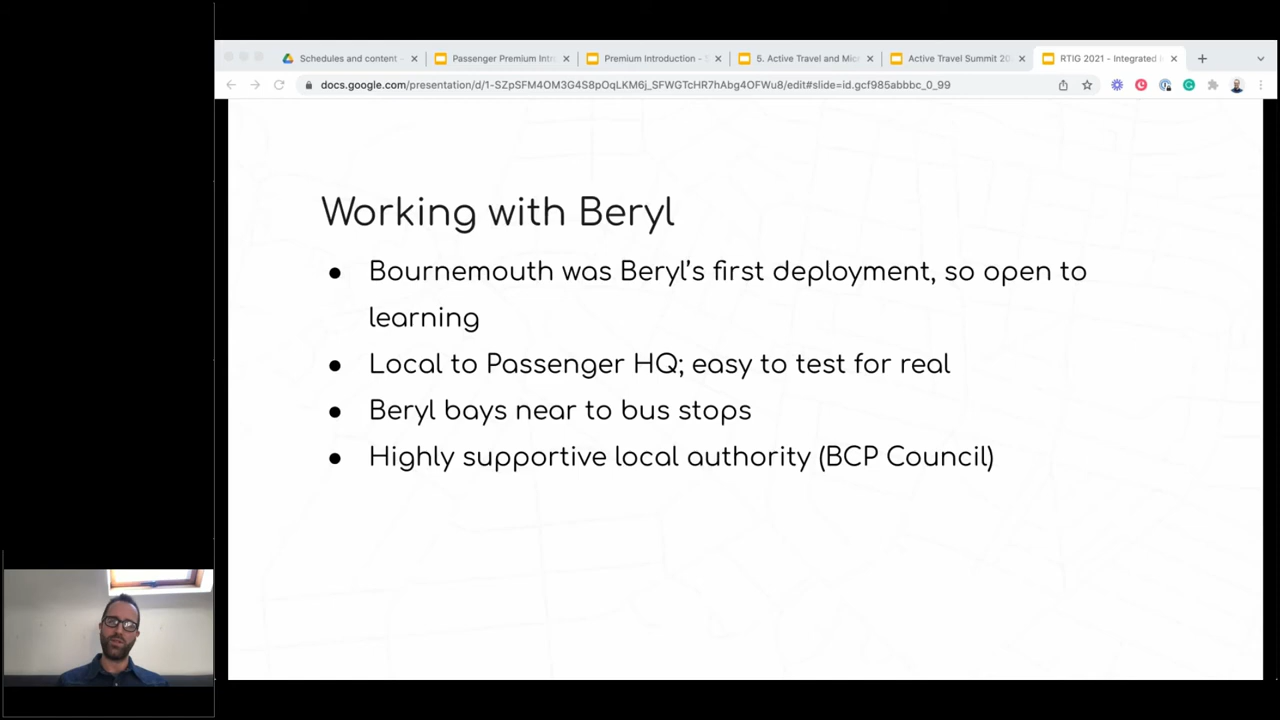 Schedules and content -
Passenger Premium Intr
Premium Introduction -
5. Active Travel and Mic
Active Travel Summit 20
RTIG 2021 - Integrated
docs.google.com/presentation/d/1-SZpSFM4OM3G4S8pOqLKM6j_SFWGTcHR7hAbg4OFWu8/edit#slide=id.gcf985abbbc_0_99
Working with Beryl
● Bournemouth was Beryl’s first deployment, so open to
learning
● Local to Passenger HQ; easy to test for real
● Beryl bays near to bus stops
● Highly supportive local authority (BCP Council)